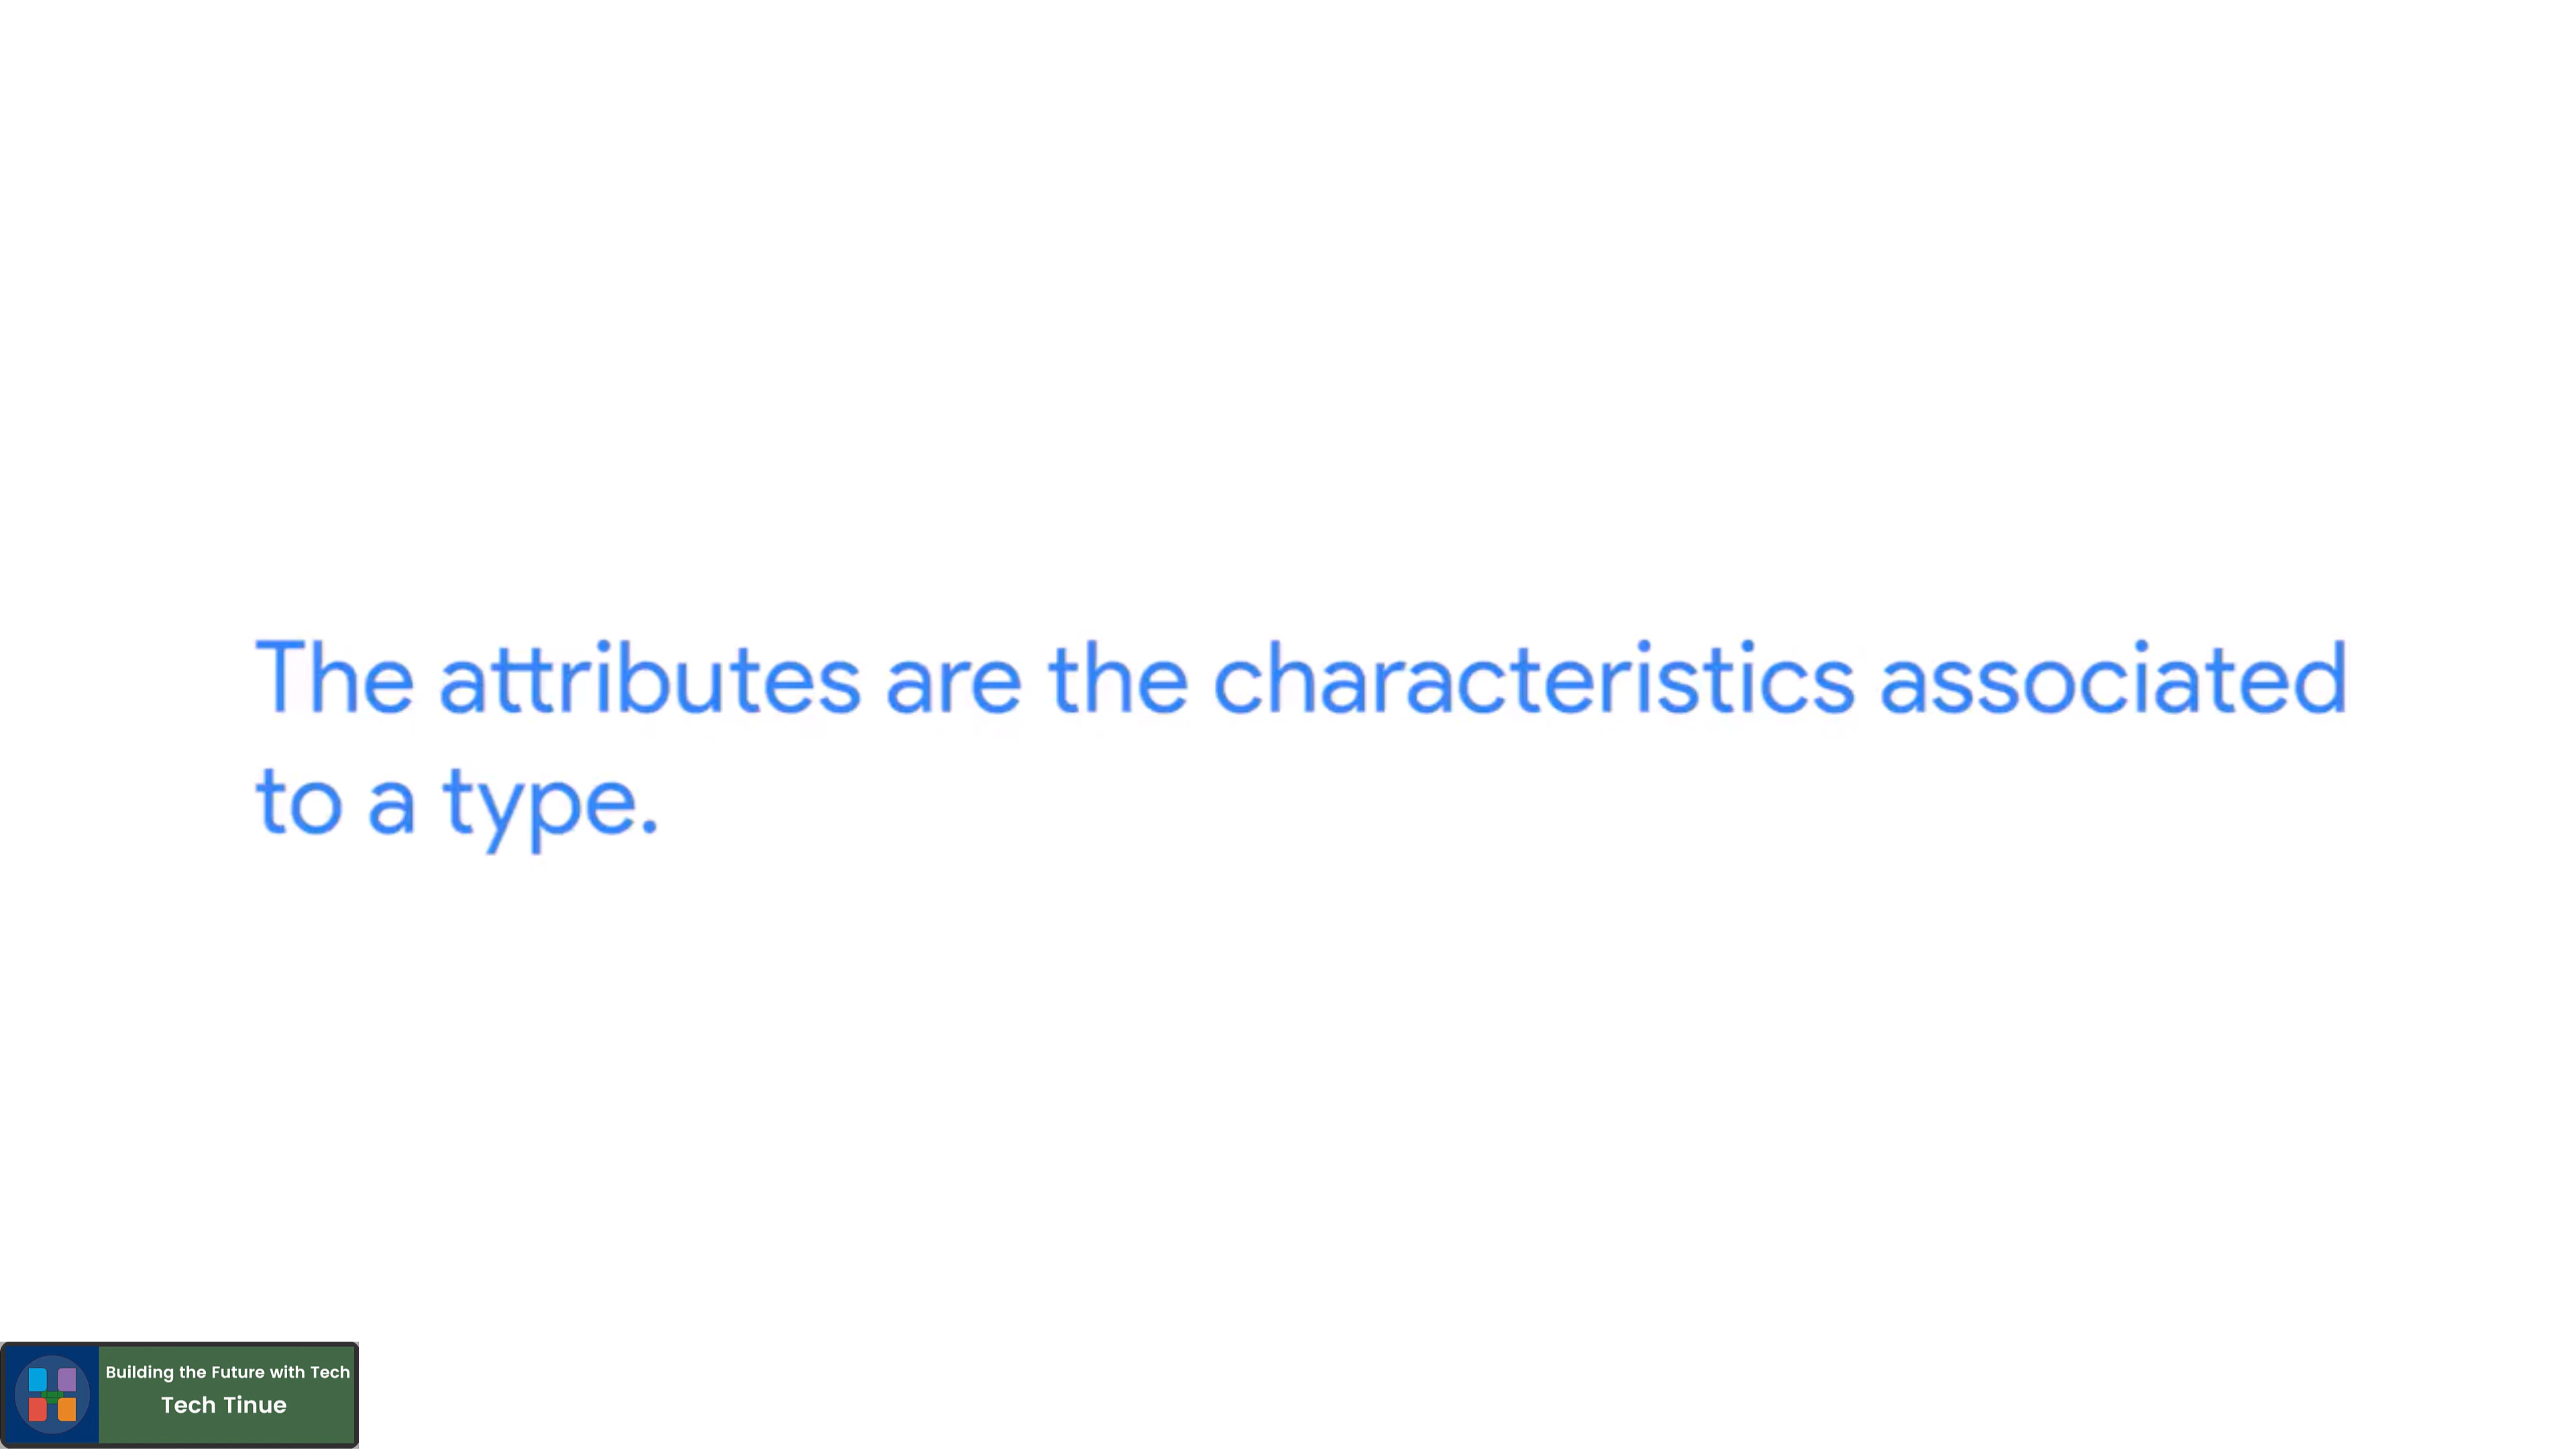 The attributes are the characteristics associated
to a type.
Building the Future with Tech
Tech Tinue